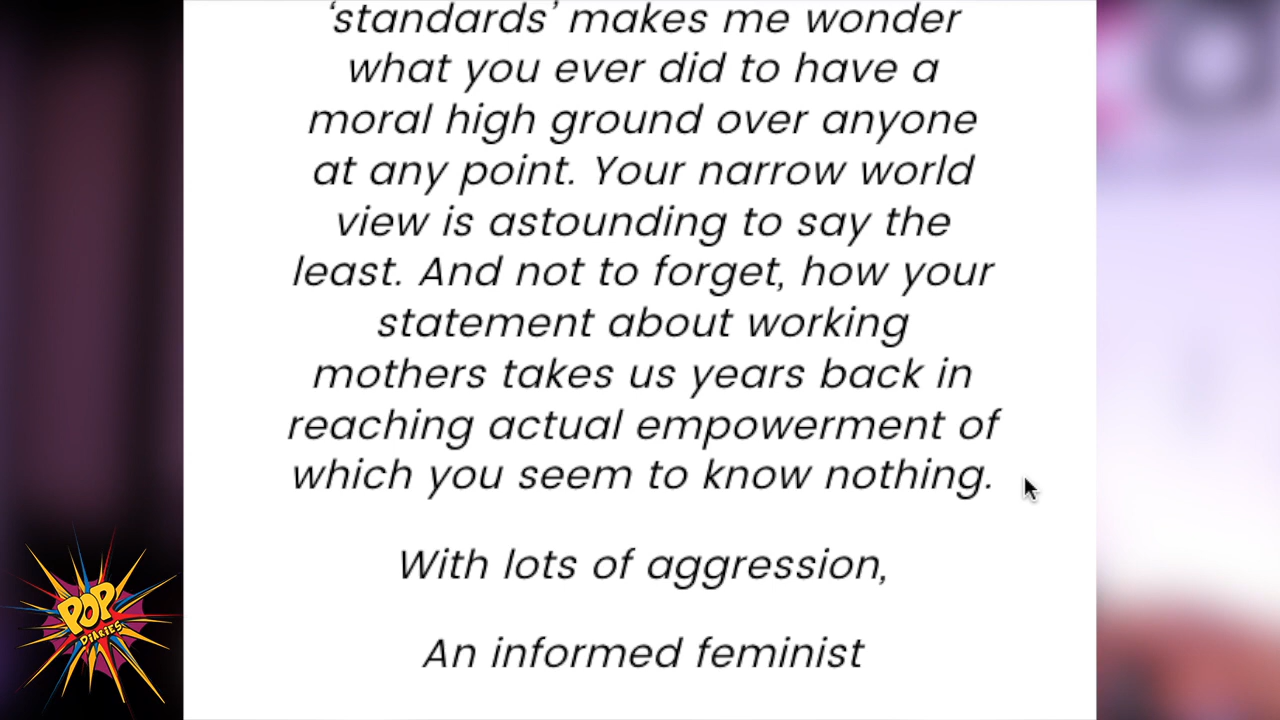 ‘standards’ makes me wonder
what you ever did to have a
moral high ground over anyone
at any point. Your narrow world
view is astounding to say the
least. And not to forget, how your
statement about working
mothers takes us years back in
reaching actual empowerment of
which you seem to know nothing.
With lots of aggression,
An informed feminist
POP
DiARiES